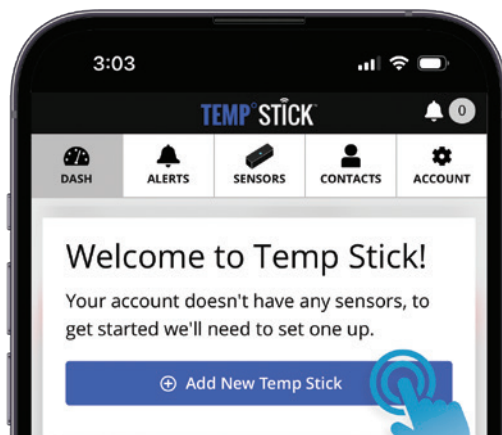 3:03
TEMP°STICK
0
DASH ALERTS SENSORS CONTACTS ACCOUNT
Welcome to Temp Stick!
Your account doesn't have any sensors, to
get started we'll need to set one up.
Add New Temp Stick